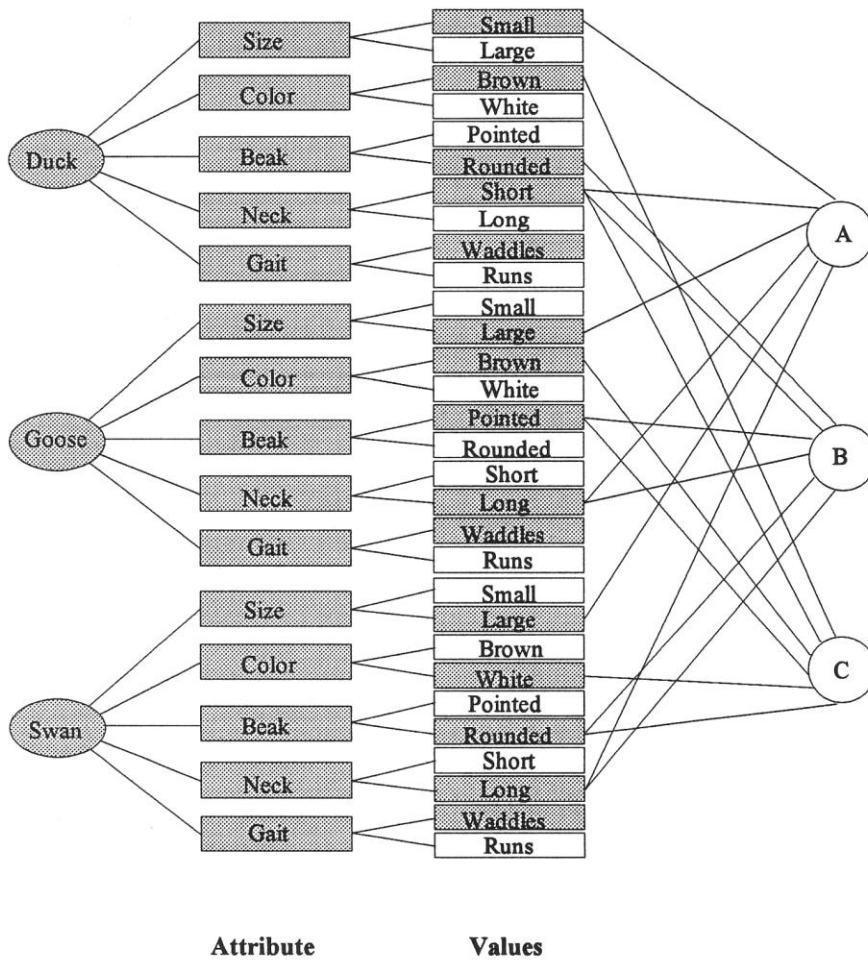 Duck
Size
Small
Large
Color
Brown
White
Beak
Pointed
Rounded
Neck
Short
Long
Gait
Waddles
Runs
Goose
Size
Small
Large
Color
Brown
White
Beak
Pointed
Rounded
Neck
Short
Long
Gait
Waddles
Runs
Swan
Size
Small
Large
Color
Brown
White
Beak
Pointed
Rounded
Neck
Short
Long
Gait
Waddles
Runs
A
B
C
Attribute Values